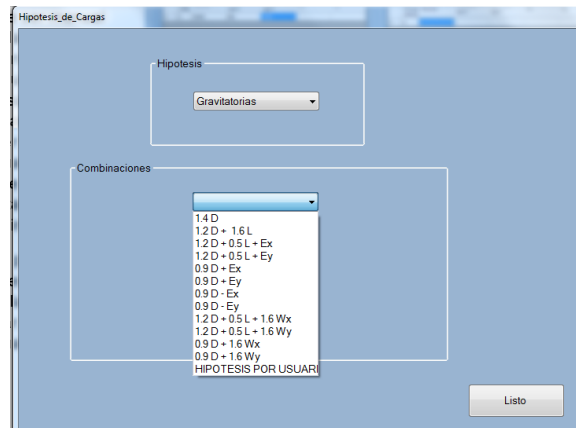 Hipotesis_de_Cargas
Hipotesis
Gravitatorias
Combinaciones
1.4 D
1.2 D + 1.6 L
1.2 D + 0.5 L + Ex
1.2 D + 0.5 L + Ey
0.9 D + Ex
0.9 D + Ey
0.9 D - Ex
0.9 D - Ey
1.2 D + 0.5 L + 1.6 Wx
1.2 D + 0.5 L + 1.6 Wy
0.9 D + 1.6 Wx
0.9 D + 1.6 Wy
HIPOTESIS POR USUARI
Listo